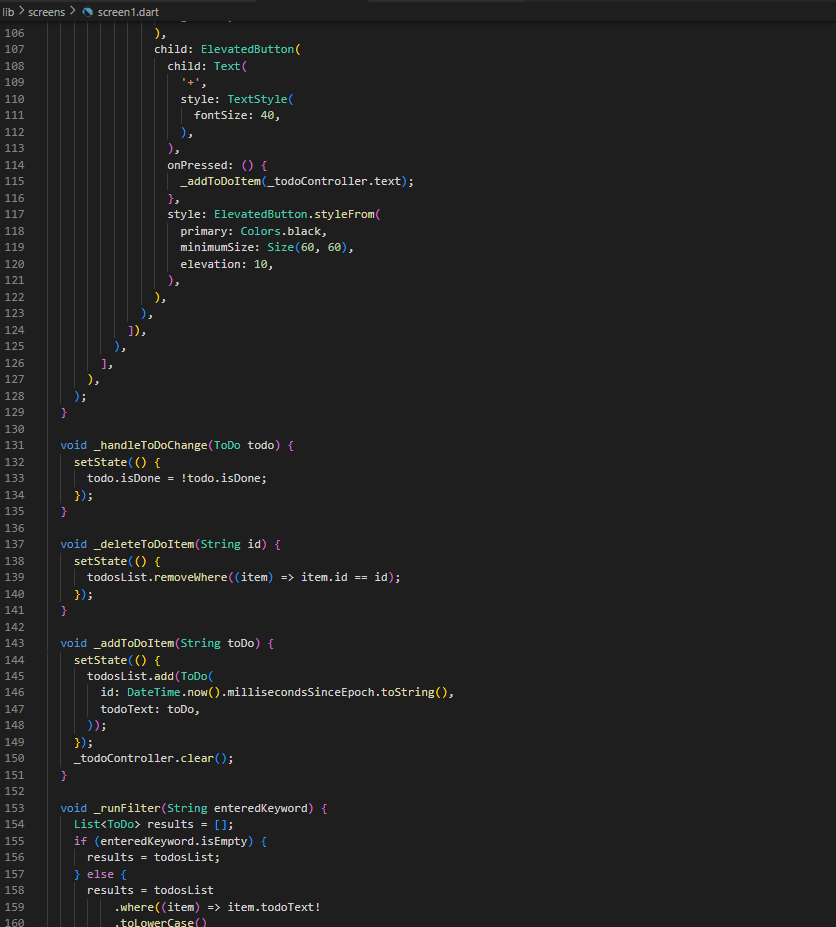 lib > screens > screen1.dart
106 ),
107 child: ElevatedButton(
108 child: Text(
109 '+',
110 style: TextStyle(
111 fontSize: 40,
112 ),
113 ),
114 onPressed: () {
115 _addToDoItem(_todoController.text);
116 },
117 style: ElevatedButton.styleFrom(
118 primary: Colors.black,
119 minimumSize: Size(60, 60),
120 elevation: 10,
121 ),
122 ),
123 ),
124 ]),
125 ),
126 ],
127 ),
128 );
129 }
130
131 void _handleToDoChange(ToDo todo) {
132 setState(() {
133 todo.isDone = !todo.isDone;
134 });
135 }
136
137 void _deleteToDoItem(String id) {
138 setState(() {
139 todosList.removeWhere((item) => item.id == id);
140 });
141 }
142
143 void _addToDoItem(String toDo) {
144 setState(() {
145 todosList.add(ToDo(
146 id: DateTime.now().millisecondsSinceEpoch.toString(),
147 todoText: toDo,
148 ));
149 });
150 _todoController.clear();
151 }
152
153 void _runFilter(String enteredKeyword) {
154 List<ToDo> results = [];
155 if (enteredKeyword.isEmpty) {
156 results = todosList;
157 } else {
158 results = todosList
159 .where((item) => item.todoText!
160 .toLowerCase()